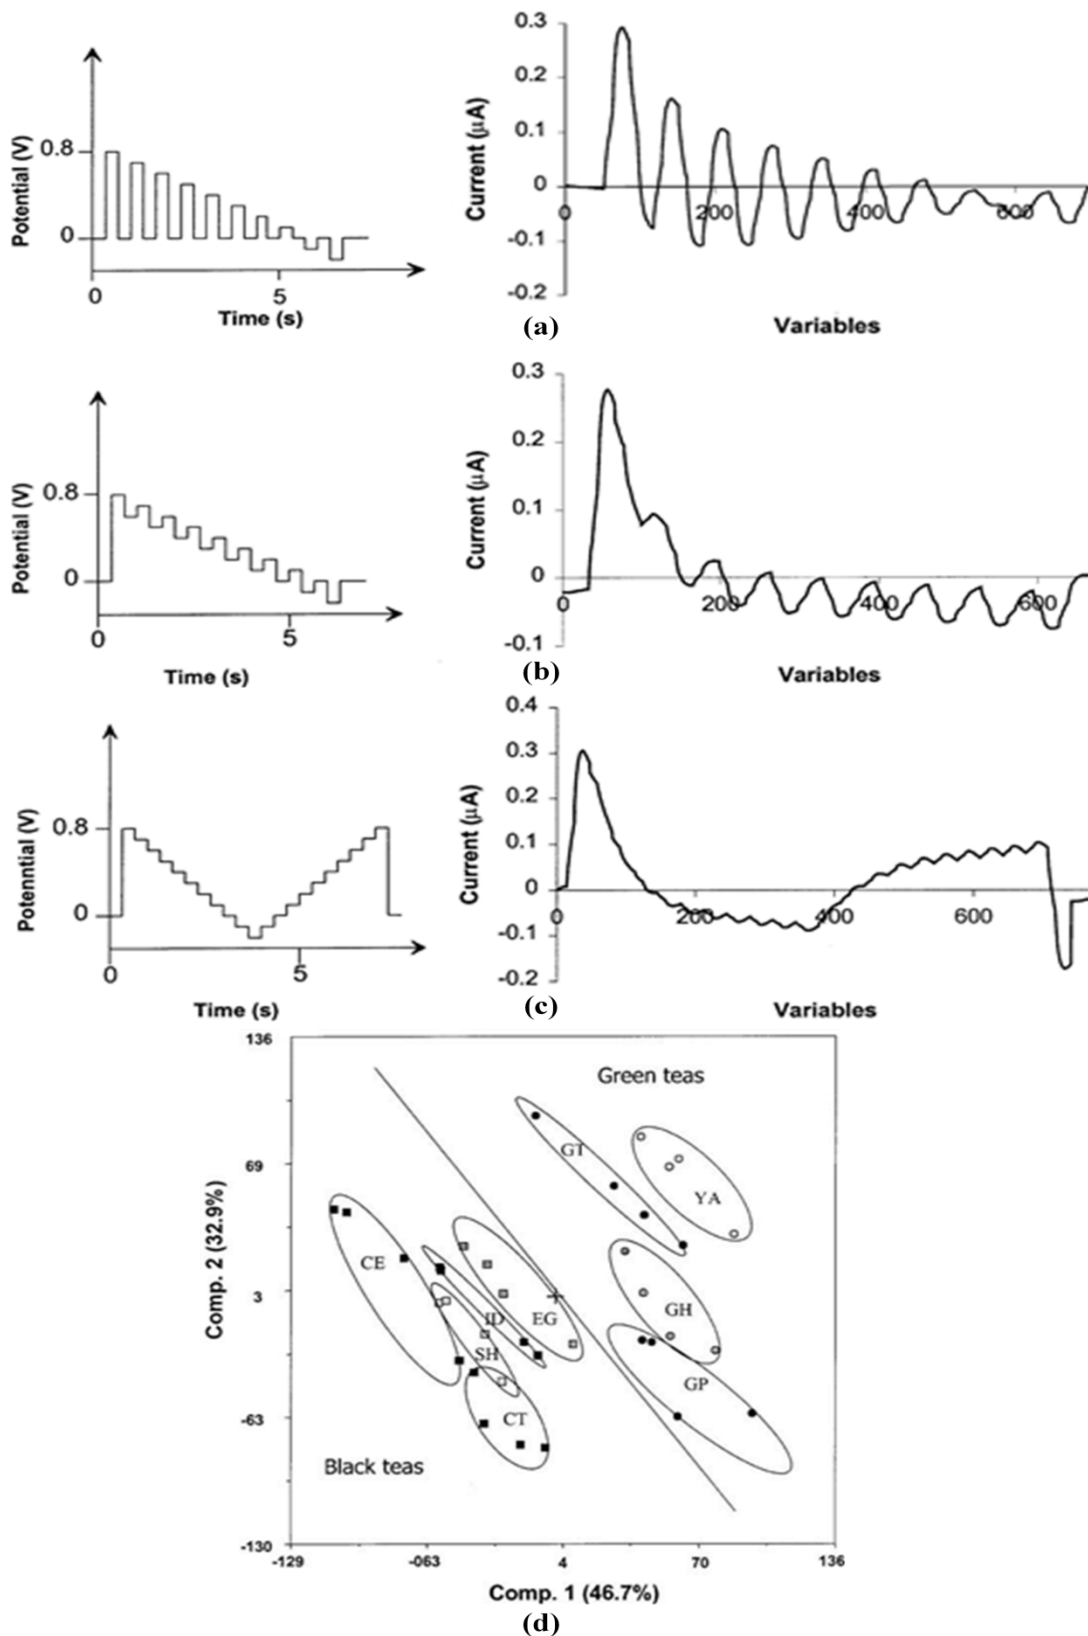 Potential (V)
0.8
0
0
5
Time (s)
Current (μA)
0.3
0.2
0.1
0
-0.1
-0.2
0
200
400
600
Variables
(a)
Potential (V)
0.8
0
0
5
Time (s)
Current (μA)
0.3
0.2
0.1
0
-0.1
0
200
400
600
Variables
(b)
Potenntial (V)
0.8
0
0
5
Time (s)
Current (μA)
0.4
0.3
0.2
0.1
0
-0.1
-0.2
0
200
400
600
Variables
(c)
Comp. 2 (32.9%)
136
69
3
-63
-130
Green teas
GT
YA
CE
GH
ID
EG
SH
GP
CT
Black teas
-129
-063
4
70
136
Comp. 1 (46.7%)
(d)